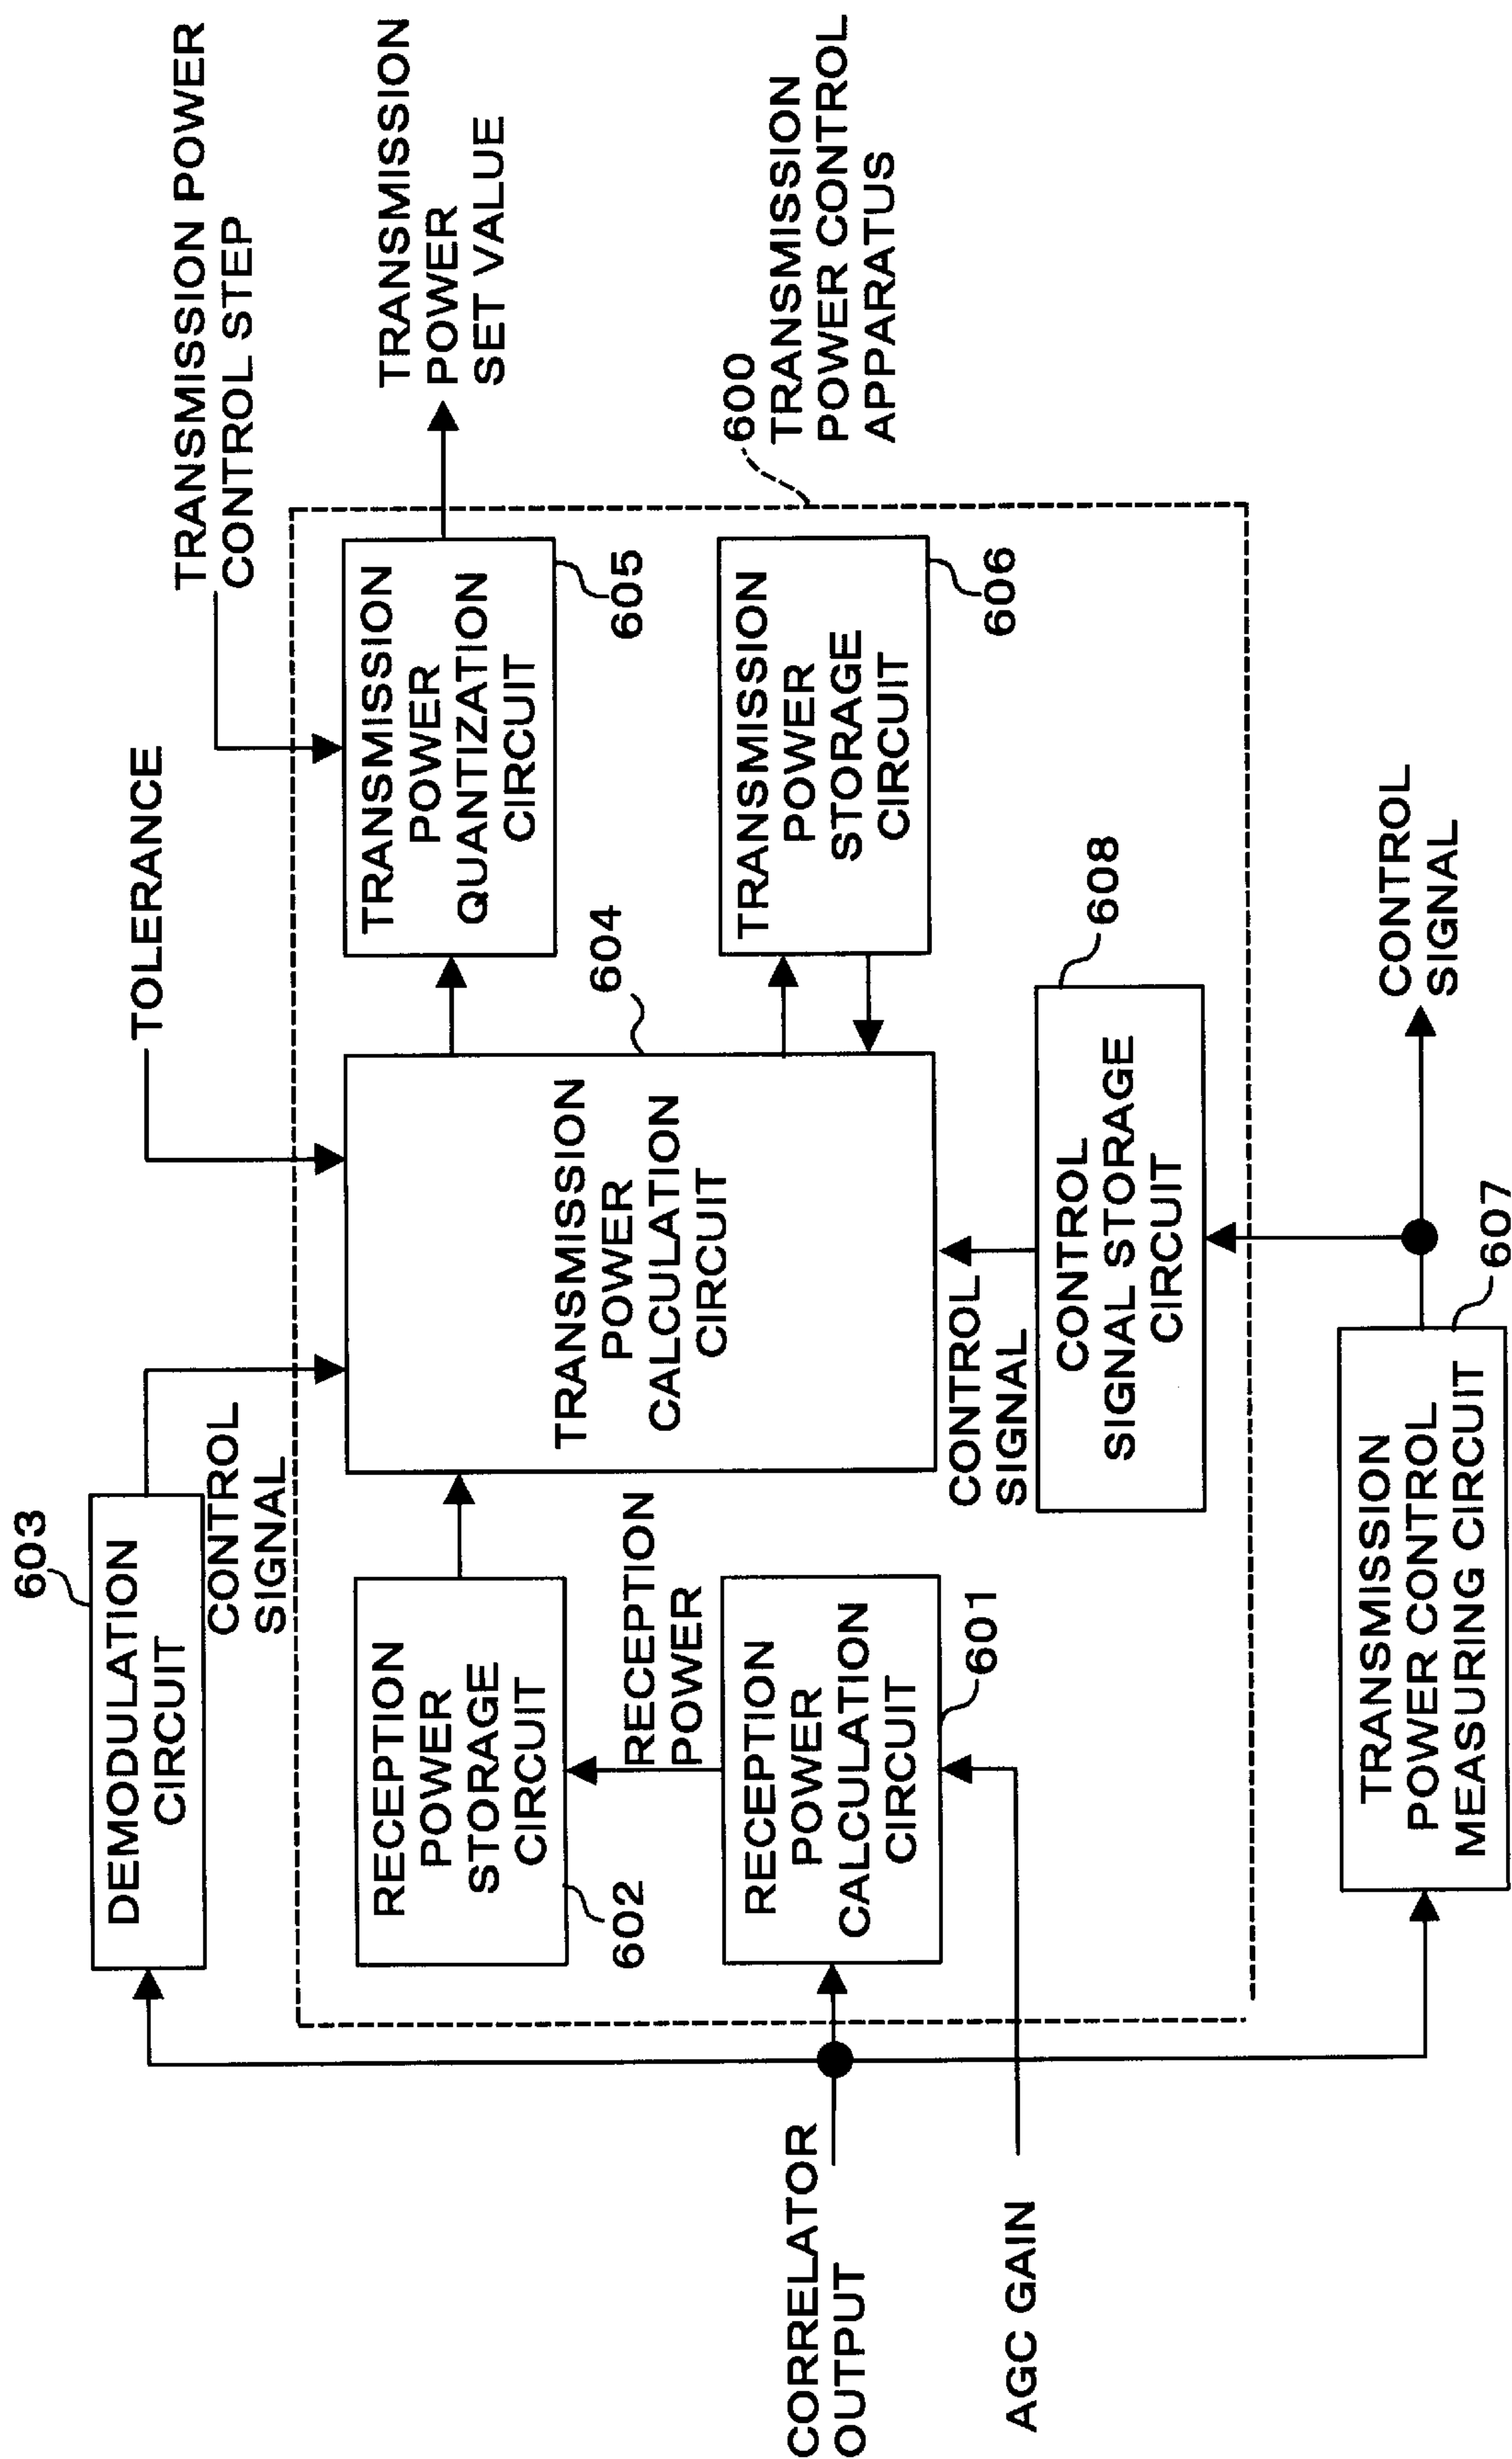 TRANSMISSION POWER
CONTROL STEP
TOLERANCE
603
DEMODULATION
CIRCUIT
CONTROL
SIGNAL
TRANSMISSION
POWER
SET VALUE
RECEPTION
POWER
STORAGE
CIRCUIT
602
TRANSMISSION
POWER
CALCULATION
CIRCUIT
604
TRANSMISSION
POWER
QUANTIZATION
CIRCUIT
605
RECEPTION
POWER
600
TRANSMISSION
POWER CONTROL
APPARATUS
CORRELATOR
OUTPUT
RECEPTION
POWER
CALCULATION
CIRCUIT
601
TRANSMISSION
POWER
STORAGE
CIRCUIT
606
CONTROL
SIGNAL
AGC GAIN
CONTROL
SIGNAL STORAGE
CIRCUIT
608
TRANSMISSION
POWER CONTROL
MEASURING CIRCUIT
607
CONTROL
SIGNAL